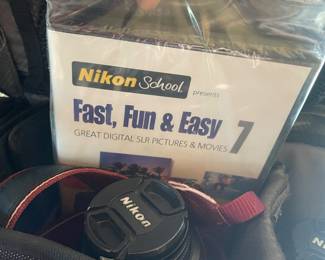 Nikon School presents
Fast, Fun & Easy 7
GREAT DIGITAL SLR PICTURES & MOVIES
Nikon